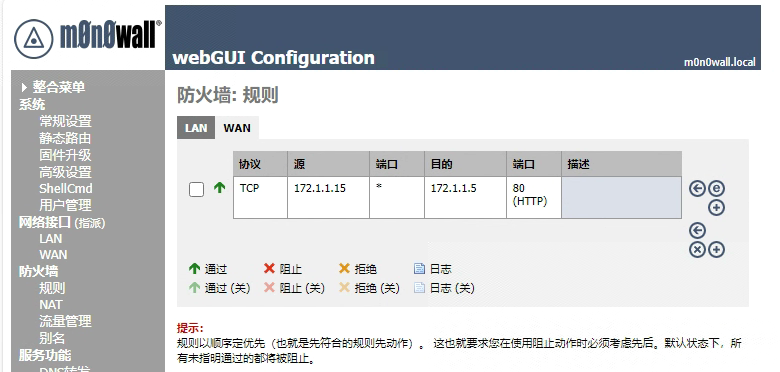 m0n0wall®
webGUI Configuration
m0n0wall.local
整合菜单
系统
常规设置
静态路由
固件升级
高级设置
ShellCmd
用户管理
网络接口 (指派)
LAN
WAN
防火墙
规则
NAT
流量管理
别名
服务功能
DNS转发
防火墙: 规则
LAN WAN
协议 源 端口 目的 端口 描述
TCP 172.1.1.15 * 172.1.1.5 80
(HTTP)
通过 阻止 拒绝 日志
通过 (关) 阻止 (关) 拒绝 (关) 日志 (关)
提示:
规则以顺序定优先（也就是先符合的规则先动作）。 这也就要求您在使用阻止动作时必须考虑先后。默认状态下，所
有未指明通过的都将被阻止。